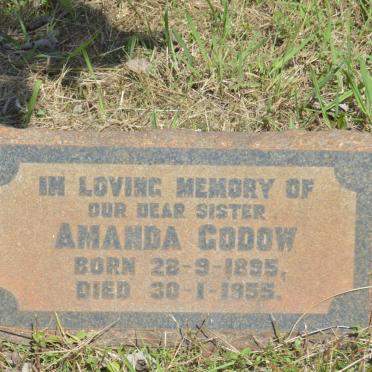 IN LOVING MEMORY OF
OUR DEAR SISTER
AMANDA GODOW
BORN 28-9-1895,
DIED 30-1-1955.